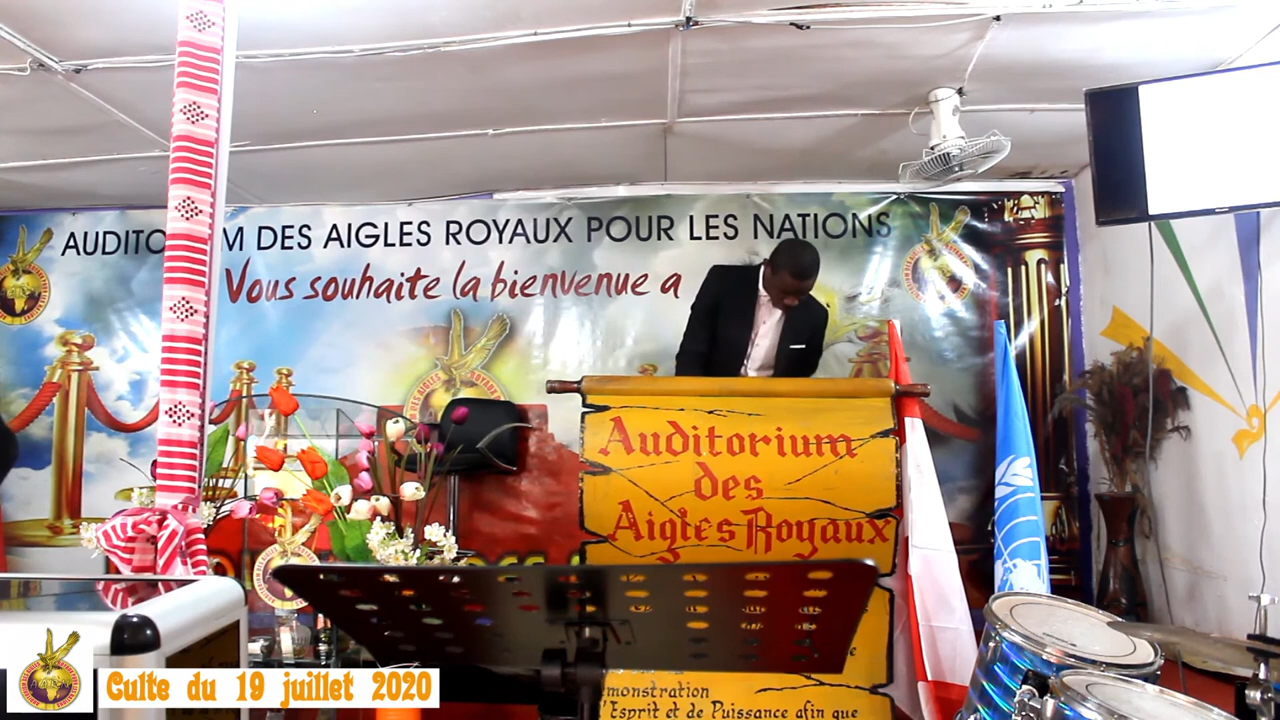 AUDITO M DES AIGLES ROYAUX POUR LES NATIONS
Vous souhaite la bienvenue a
Auditorium
des
Aigles Royaux
monstration
l'Esprit et de Puissance afin que
Culte du 19 juillet 2020